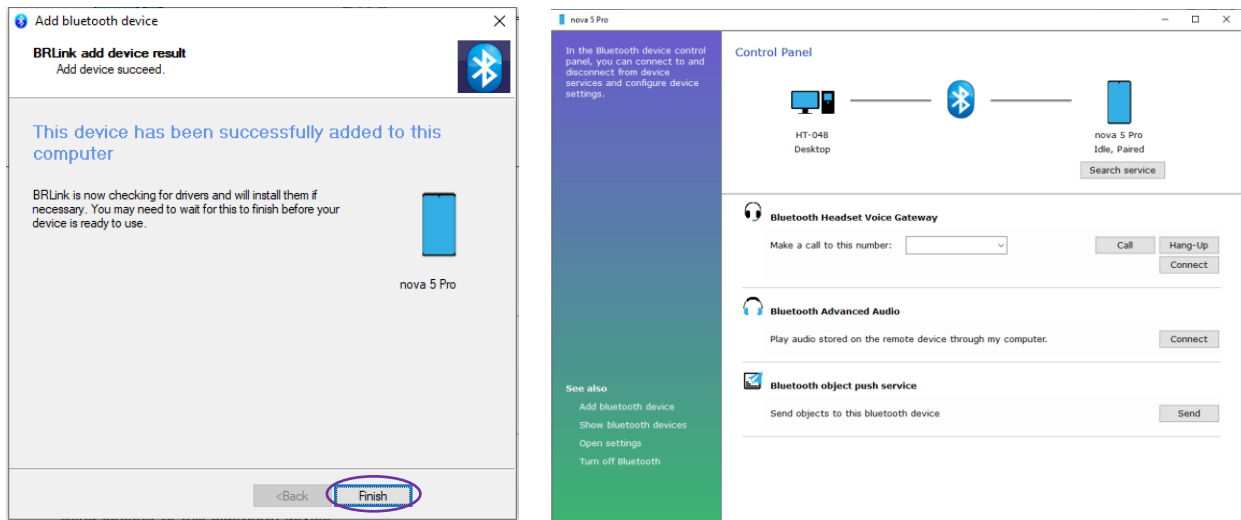 Add bluetooth device
BRLink add device result
Add device succeed.
This device has been successfully added to this
computer
BRLink is now checking for drivers and will install them if
necessary. You may need to wait for this to finish before your
device is ready to use.
nova 5 Pro
<Back
Finish
nova 5 Pro
In the Bluetooth device control
panel, you can connect to and
disconnect from device
services and configure device
settings.
See also
Add bluetooth device
Show bluetooth devices
Open settings
Turn off Bluetooth
Control Panel
HT-048
Desktop
nova 5 Pro
Idle, Paired
Search service
Bluetooth Headset Voice Gateway
Make a call to this number:
Call
Hang-Up
Connect
Bluetooth Advanced Audio
Play audio stored on the remote device through my computer.
Connect
Bluetooth object push service
Send objects to this bluetooth device
Send